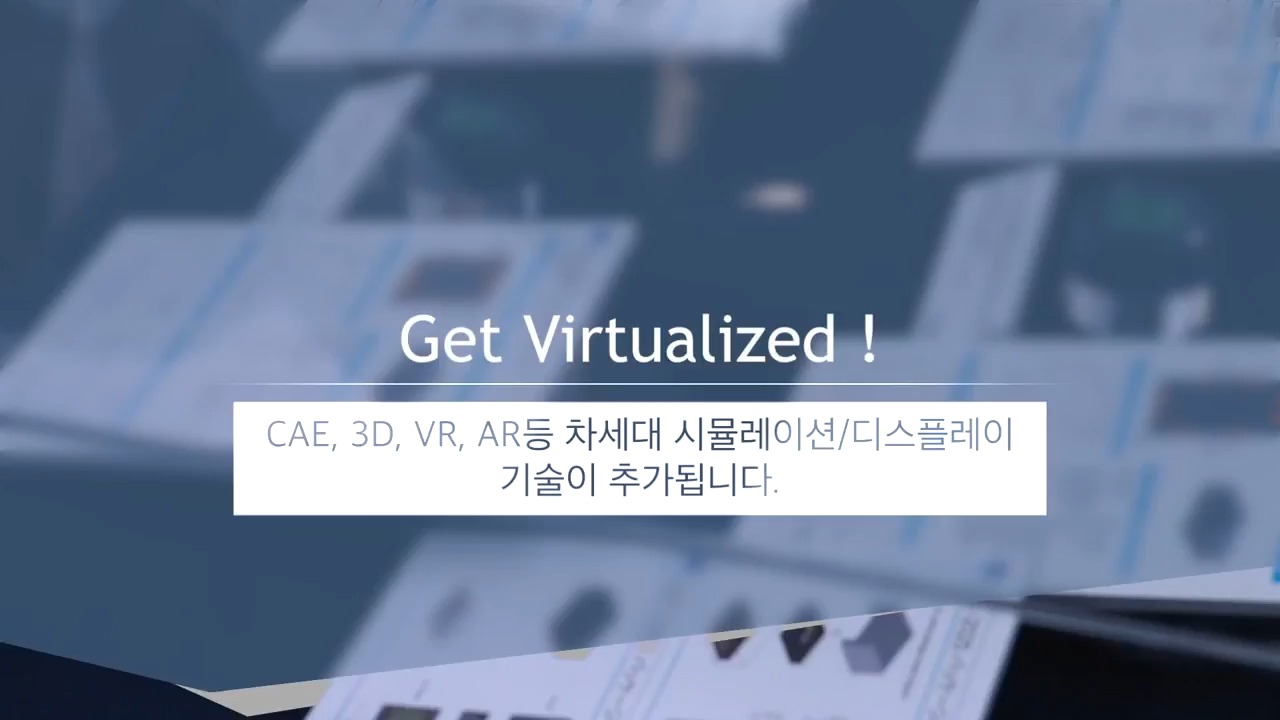 Get Virtualized !
CAE, 3D, VR, AR등 차세대 시뮬레이션/디스플레이
기술이 추가됩니다.